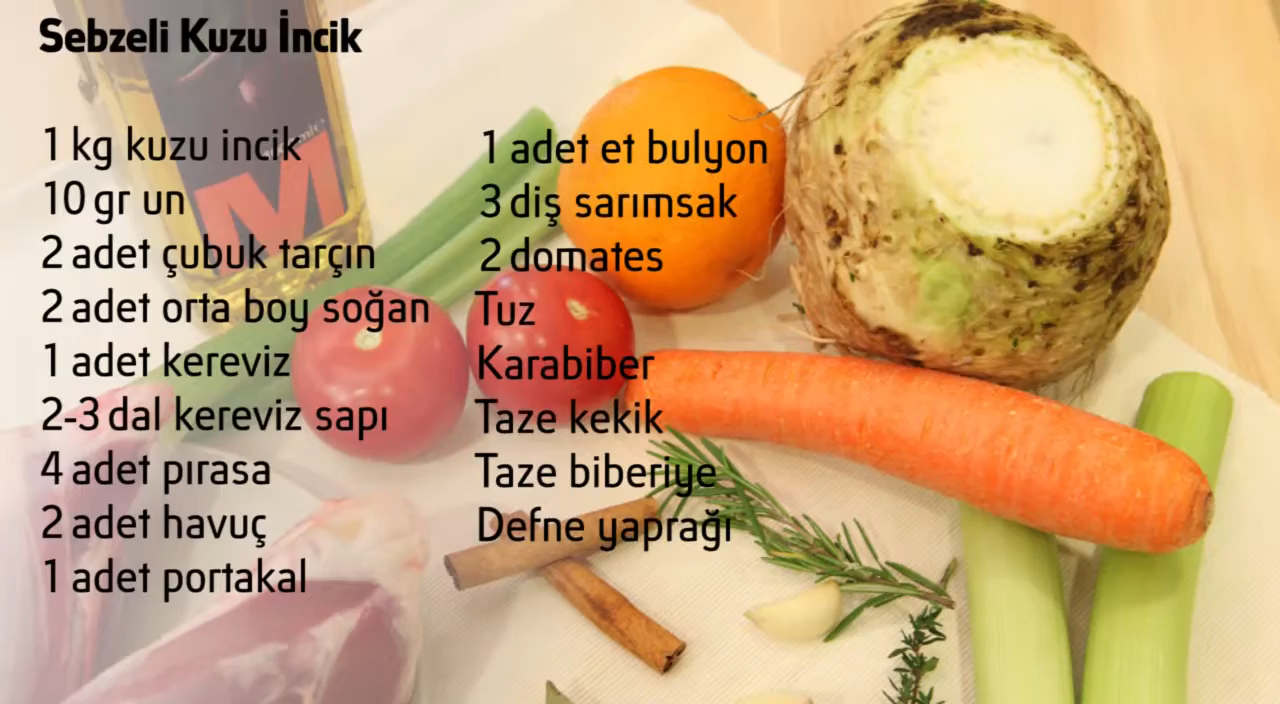 Sebzeli Kuzu İncik
1 kg kuzu incik
10 gr un
2 adet çubuk tarçın
2 adet orta boy soğan
1 adet kereviz
2-3 dal kereviz sapı
4 adet pırasa
2 adet havuç
1 adet portakal
1 adet et bulyon
3 diş sarımsak
2 domates
Tuz
Karabiber
Taze kekik
Taze biberiye
Defne yaprağı
M